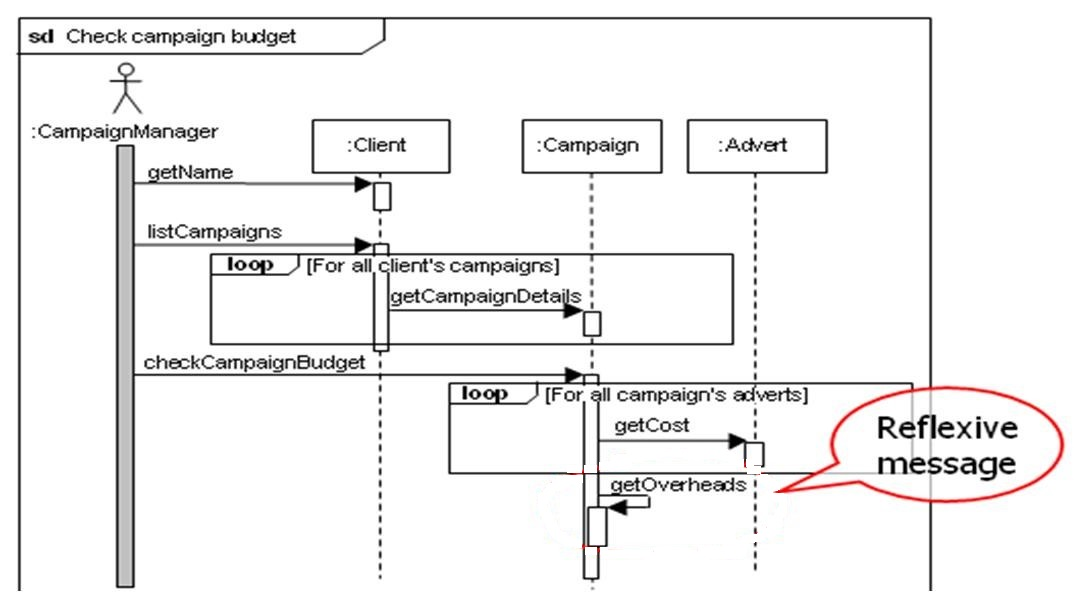 sd Check campaign budget
:CampaignManager
:Client
:Campaign
:Advert
getName
listCampaigns
loop [For all client's campaigns]
getCampaignDetails
checkCampaignBudget
loop [For all campaign's adverts]
getCost
Reflexive
message
getOverheads